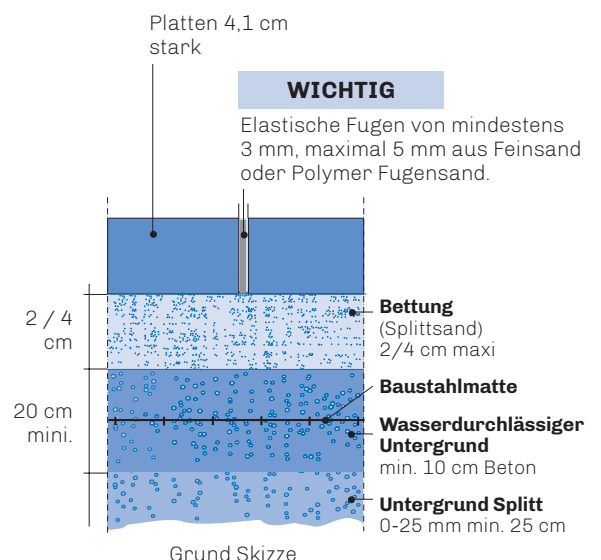 Platten 4,1 cm
stark
WICHTIG
Elastische Fugen von mindestens
3 mm, maximal 5 mm aus Feinsand
oder Polymer Fugensand.
2 / 4
cm
Bettung
(Splittsand)
2/4 cm maxi
Baustahlmatte
20 cm
mini.
Wasserdurchlässiger
Untergrund
min. 10 cm Beton
Untergrund Splitt
0-25 mm min. 25 cm
Grund Skizze